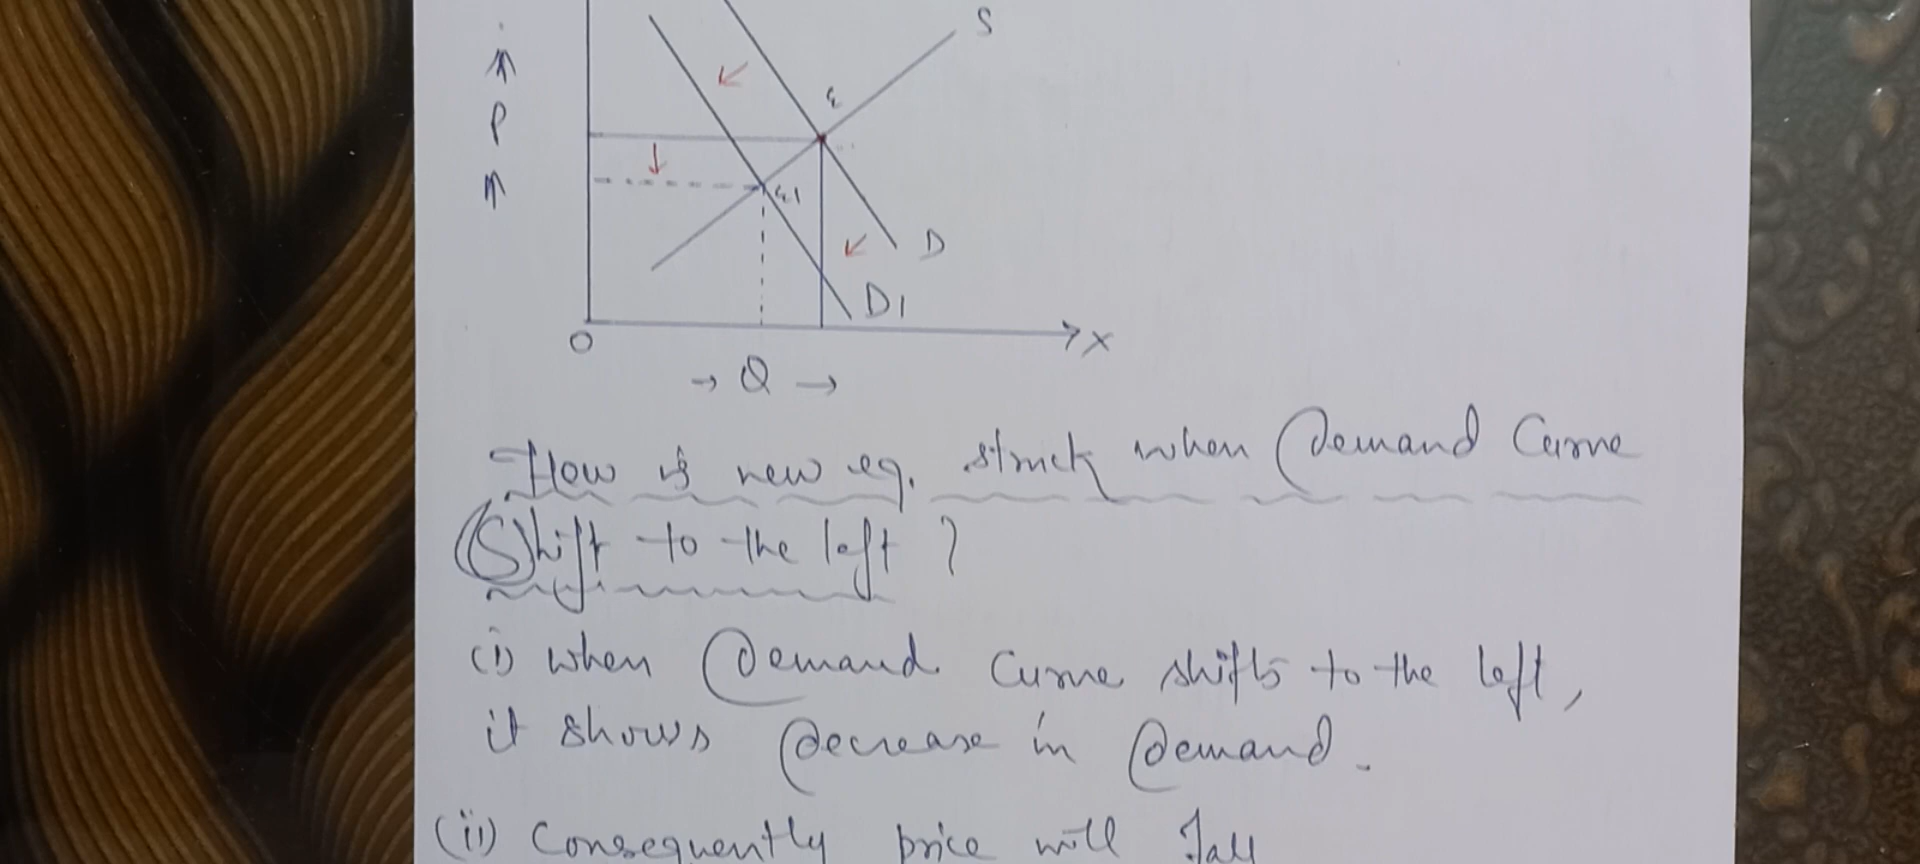 S
P
E
E1
D
D1
O
X
→ Q →
How is new eq. struck when Demand Curve
Shift to the left ?
(i) when Demand Curve shifts to the left,
it shows decrease in Demand.
(ii) Consequently price will fall